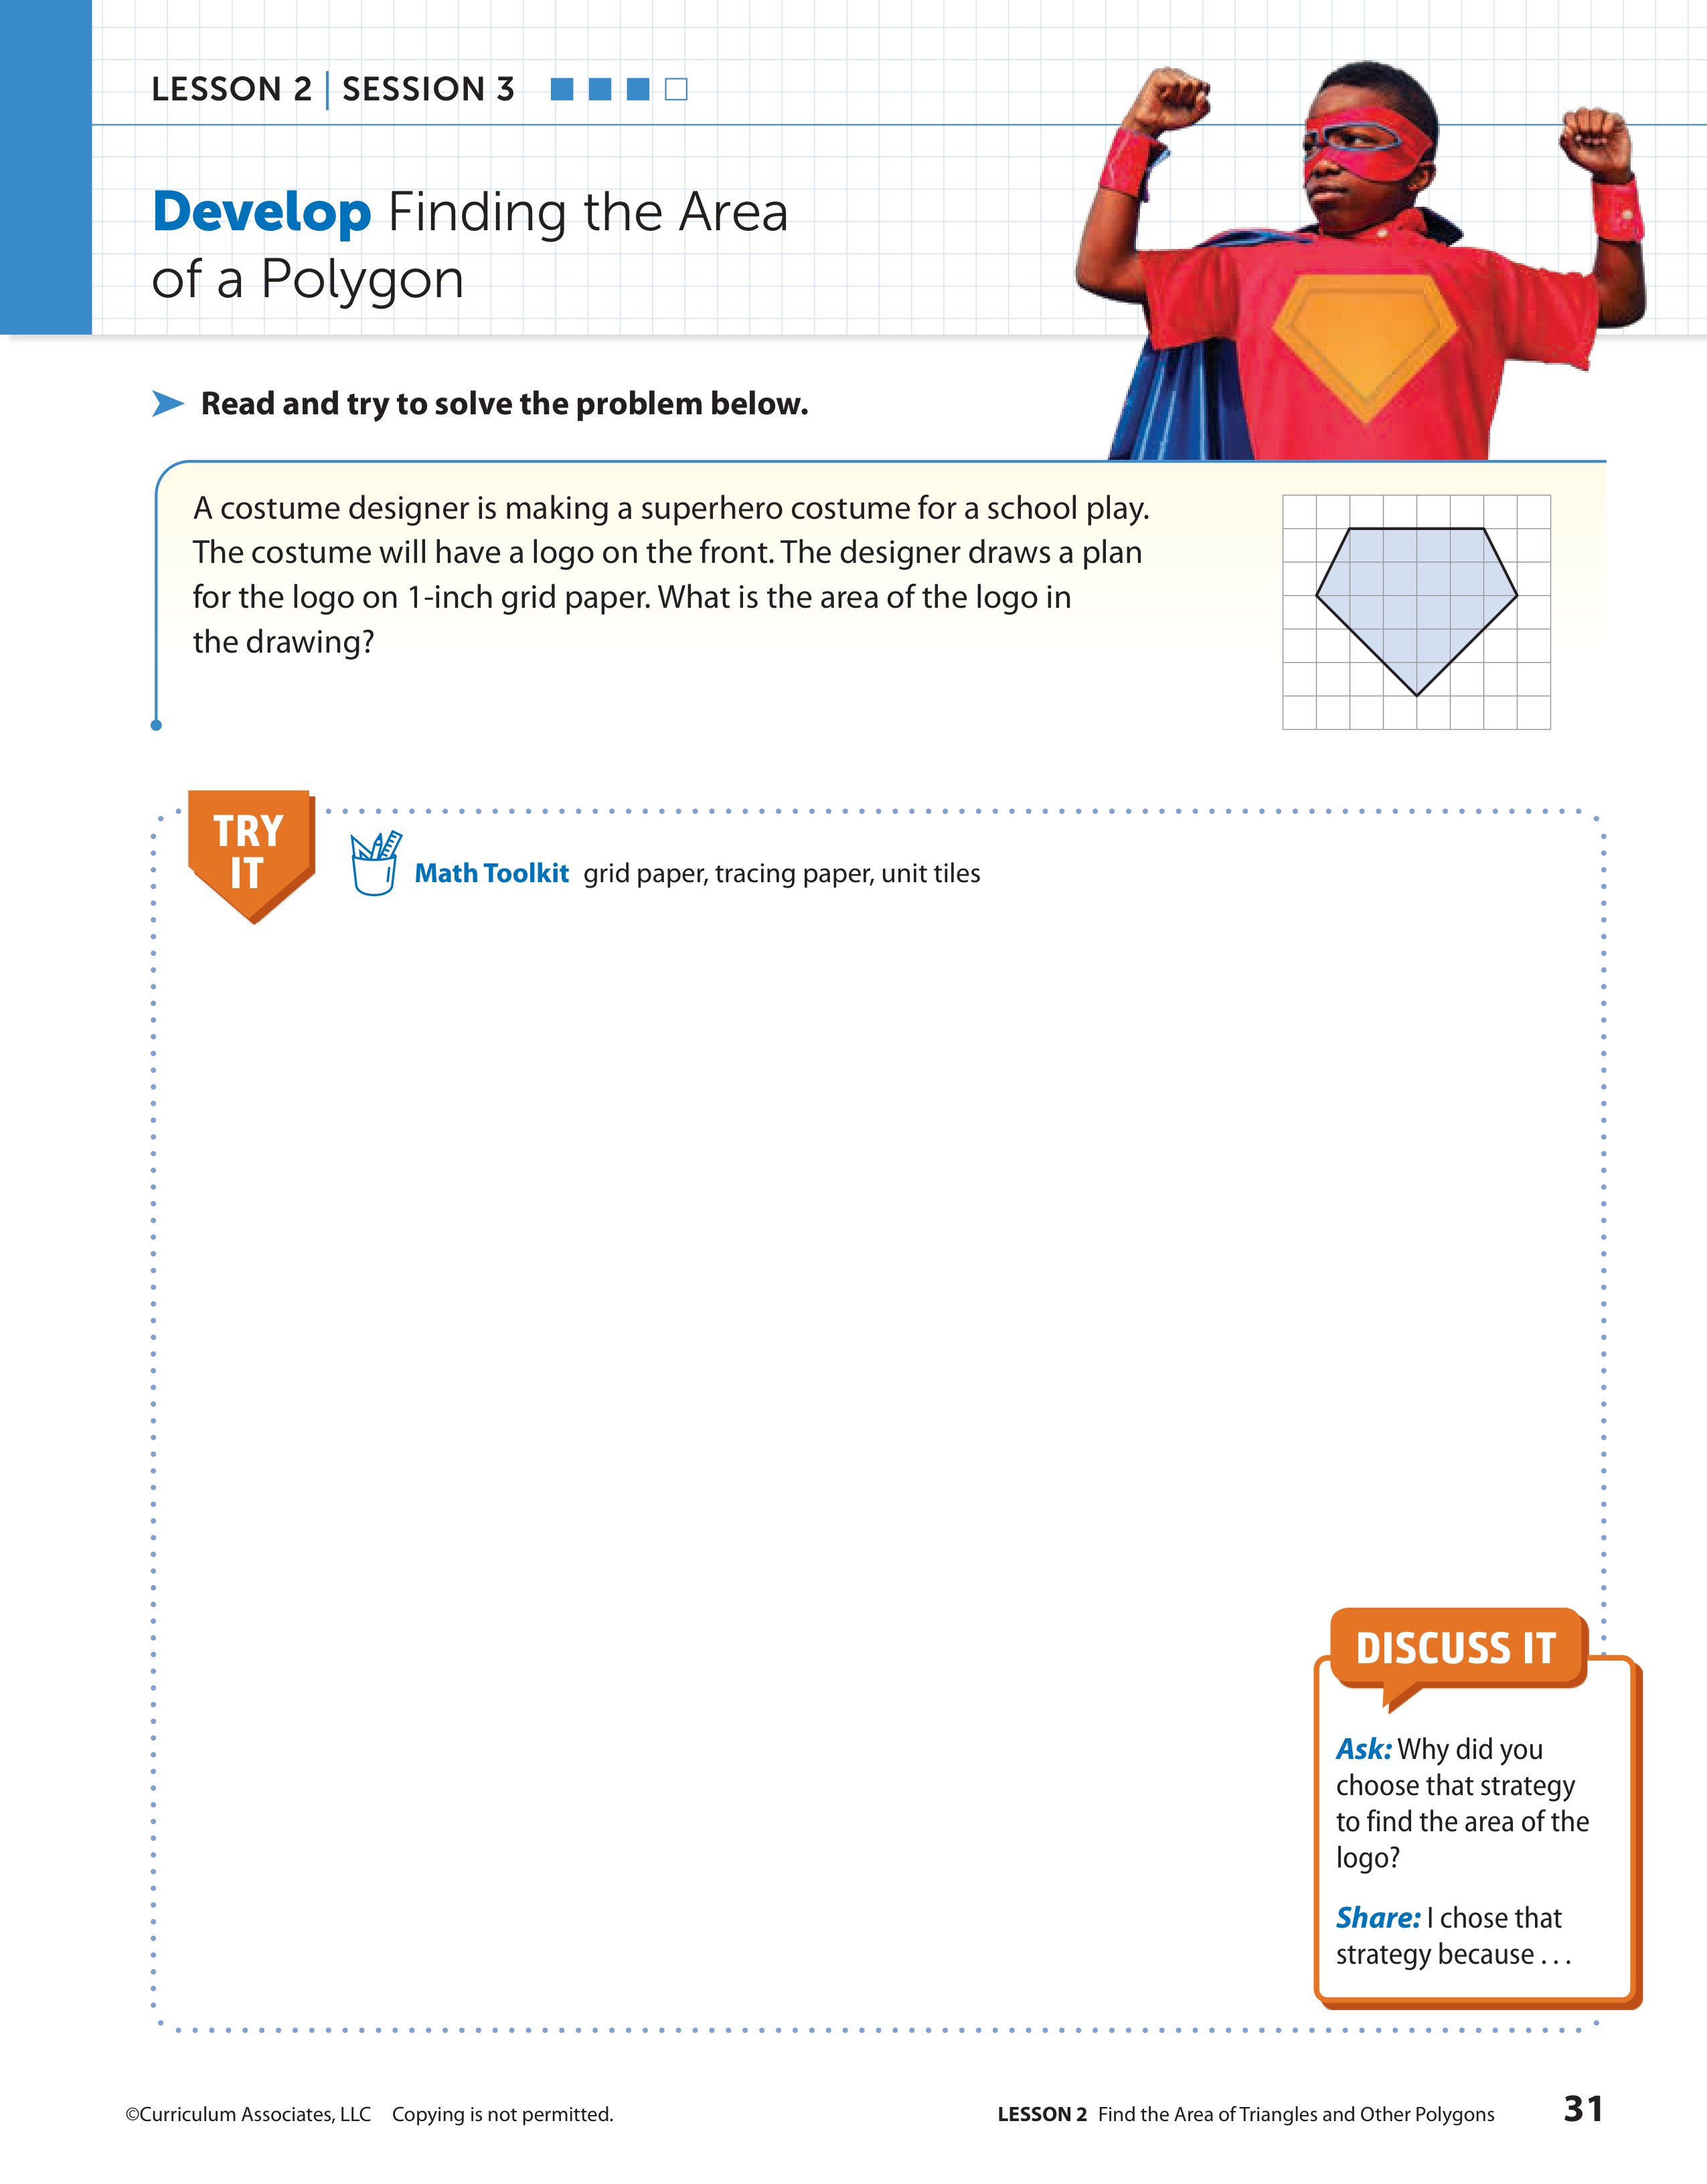 LESSON 2 | SESSION 3
Develop Finding the Area
of a Polygon
Read and try to solve the problem below.
A costume designer is making a superhero costume for a school play.
The costume will have a logo on the front. The designer draws a plan
for the logo on 1-inch grid paper. What is the area of the logo in
the drawing?
TRY
IT
Math Toolkit grid paper, tracing paper, unit tiles
DISCUSS IT
Ask: Why did you
choose that strategy
to find the area of the
logo?
Share: I chose that
strategy because . . .
©Curriculum Associates, LLC Copying is not permitted.
LESSON 2 Find the Area of Triangles and Other Polygons 31